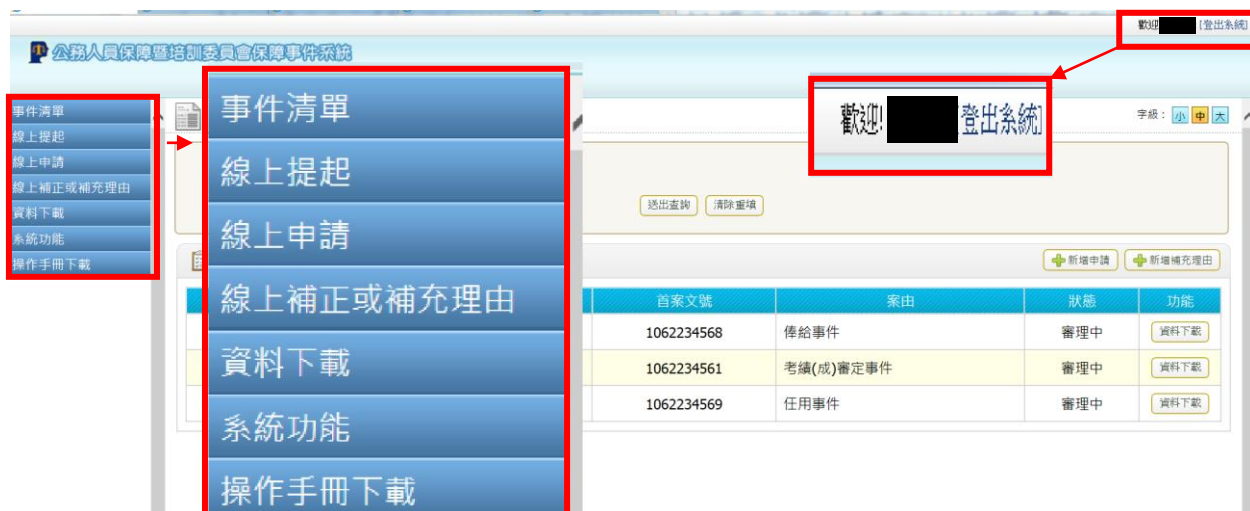 歡迎 [登出系統]
公務人員保障暨培訓委員會保障事件系統
事件清單
線上提起
線上申請
線上補正或補充理由
資料下載
系統功能
操作手冊下載
事件清單
線上提起
線上申請
線上補正或補充理由
資料下載
系統功能
操作手冊下載
歡迎! 登出系統]
字級: 小 中 大
送出查詢 清除重填
新增申請 新增補充理由
首案文號 案由 狀態 功能
1062234568 俸給事件 審理中 資料下載
1062234561 考績(成)審定事件 審理中 資料下載
1062234569 任用事件 審理中 資料下載